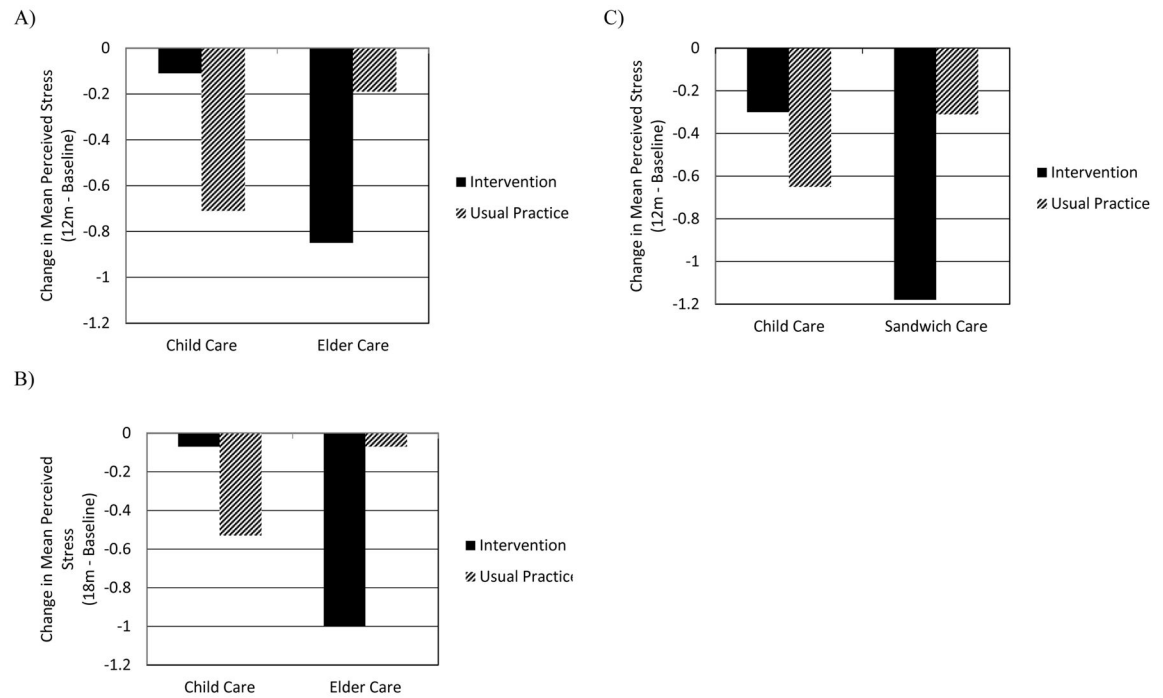 A)
Change in Mean Perceived Stress
(12m - Baseline)
0
-0.2
-0.4
-0.6
-0.8
-1
-1.2
Child Care
Elder Care
Intervention
Usual Practice
C)
Change in Mean Perceived Stress
(12m - Baseline)
0
-0.2
-0.4
-0.6
-0.8
-1
-1.2
Child Care
Sandwich Care
Intervention
Usual Practice
B)
Change in Mean Perceived
Stress
(18m - Baseline)
0
-0.2
-0.4
-0.6
-0.8
-1
-1.2
Child Care
Elder Care
Intervention
Usual Practice